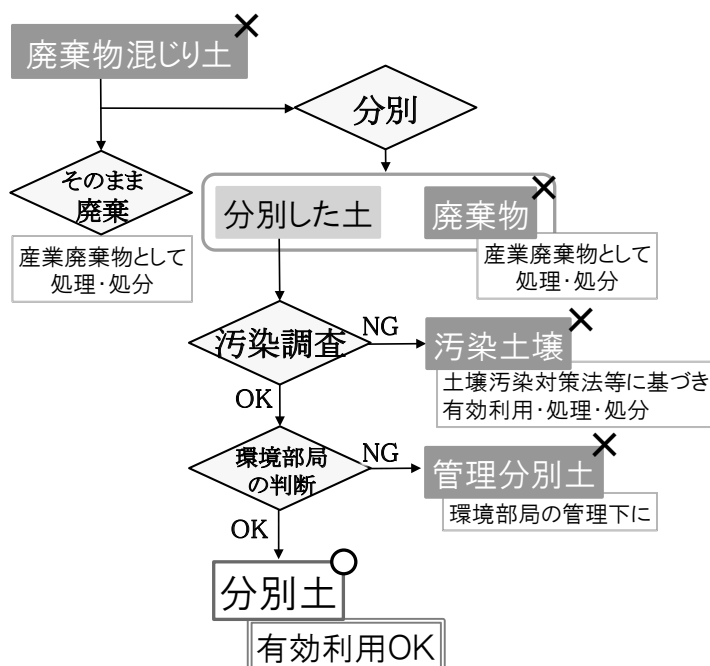 廃棄物混じり土
分別
そのまま
廃棄
産業廃棄物として
処理・処分
分別した土
廃棄物
産業廃棄物として
処理・処分
汚染調査
NG
汚染土壌
土壌汚染対策法等に基づき
有効利用・処理・処分
OK
環境部局
の判断
NG
管理分別土
環境部局の管理下に
OK
分別土
有効利用OK